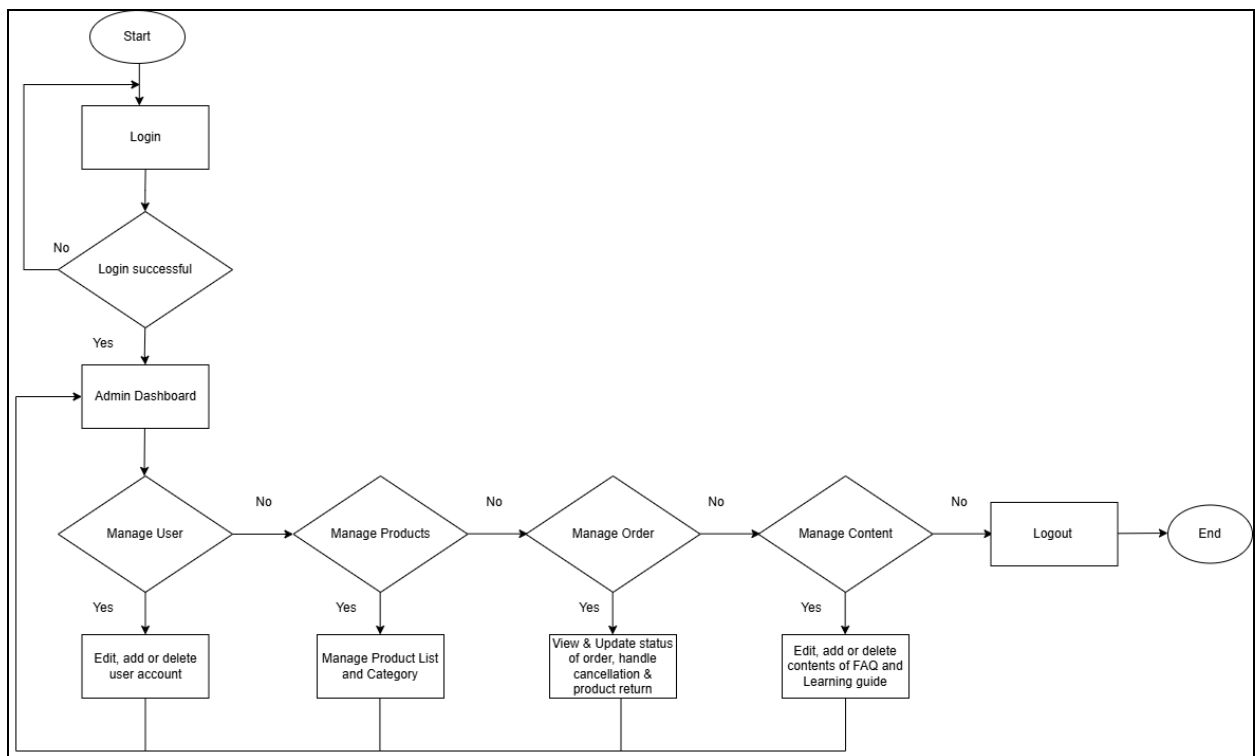 Start
Login
No
Login successful
Yes
Admin Dashboard
No
No
No
No
Manage User
Manage Products
Manage Order
Manage Content
Logout
End
Yes
Yes
Yes
Yes
Edit, add or delete
user account
Manage Product List
and Category
View & Update status
of order, handle
cancellation &
product return
Edit, add or delete
contents of FAQ and
Learning guide